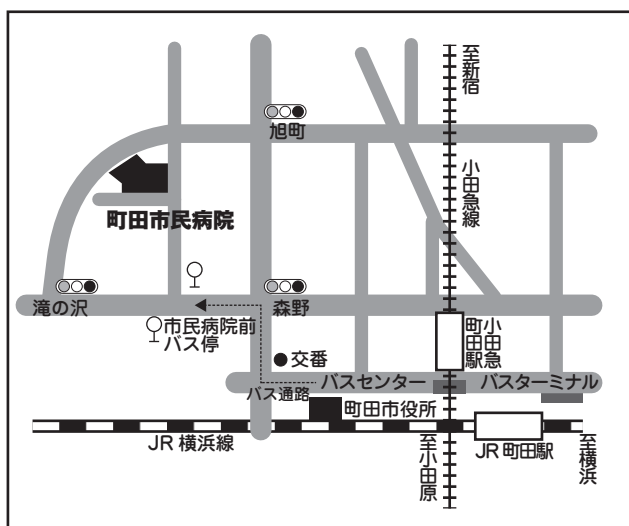 至新宿
旭町
小田急線
町田市民病院
滝の沢
森野
市民病院前
バス停
小田急
町田駅
交番
バスセンター
バスターミナル
バス通路
町田市役所
JR 横浜線
至小田原
JR 町田駅
至横浜